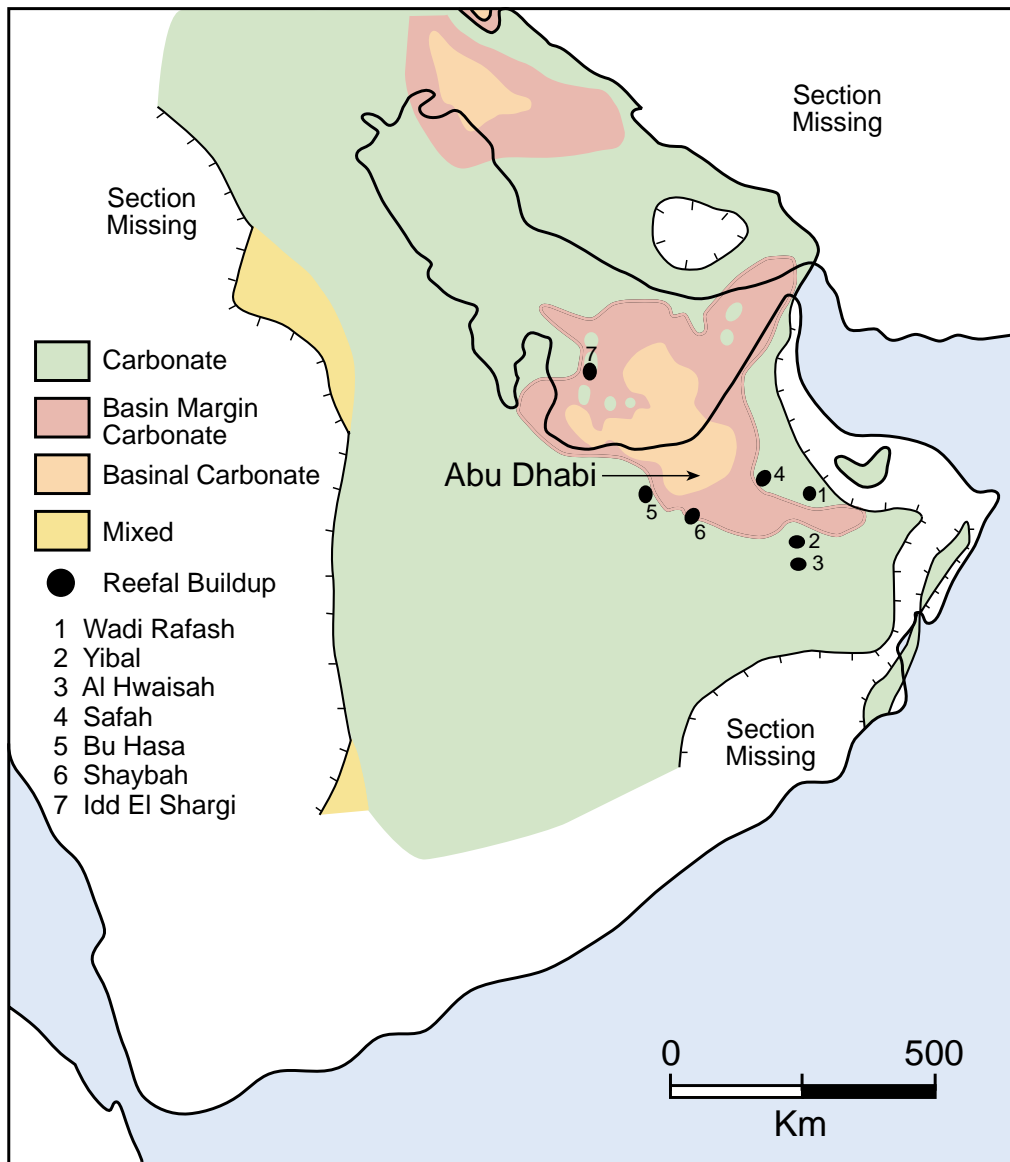 Section
Missing
Section
Missing
Carbonate
Basin Margin
Carbonate
Basinal Carbonate
Mixed
Reefal Buildup
1 Wadi Rafash
2 Yibal
3 Al Hwaisah
4 Safah
5 Bu Hasa
6 Shaybah
7 Idd El Shargi
7
Abu Dhabi
4
1
5
6
2
3
Section
Missing
0 500
Km